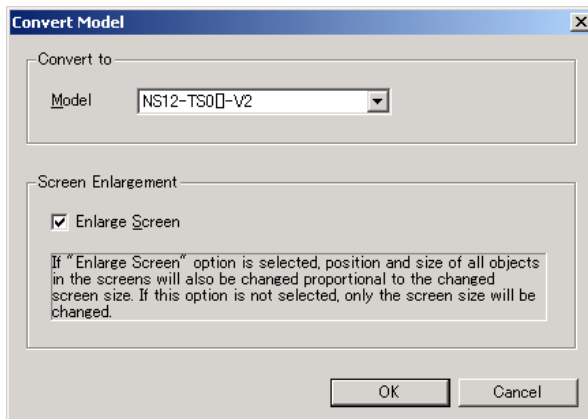 Convert Model
Convert to
Model
NS12-TS0▯-V2
Screen Enlargement
Enlarge Screen
If "Enlarge Screen" option is selected, position and size of all objects
in the screens will also be changed proportional to the changed
screen size. If this option is not selected, only the screen size will be
changed.
OK
Cancel